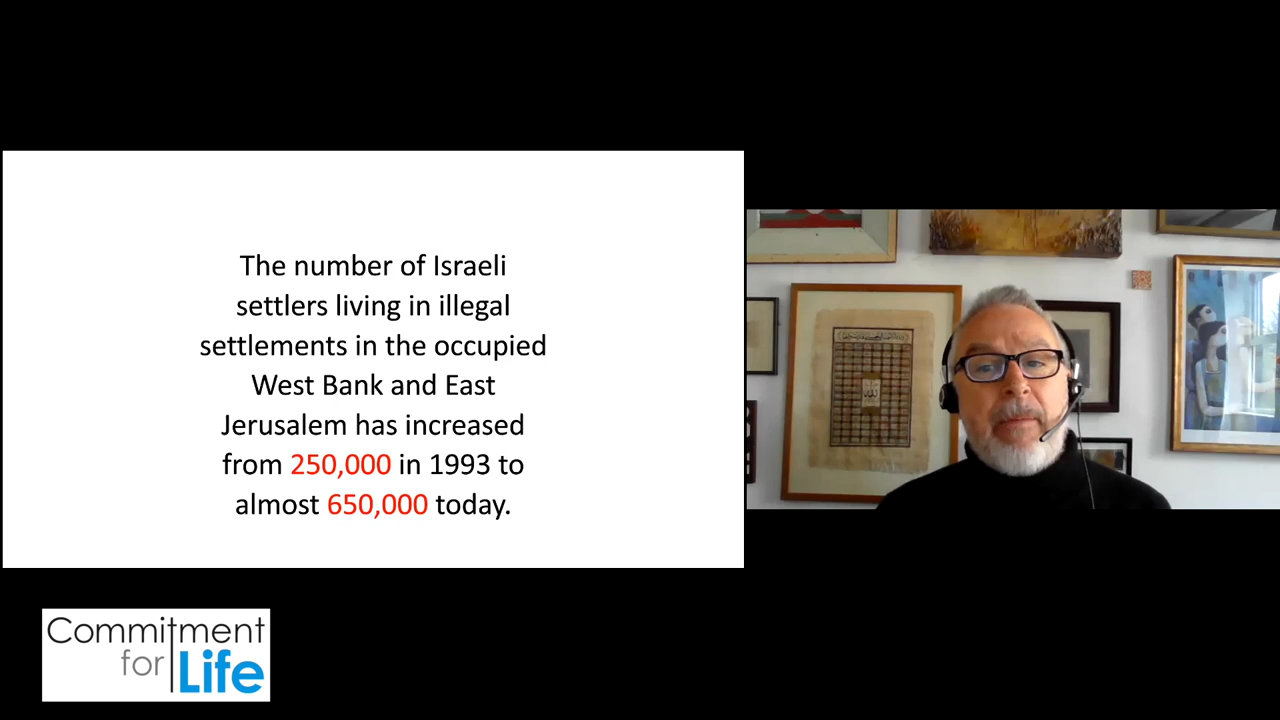 The number of Israeli
settlers living in illegal
settlements in the occupied
West Bank and East
Jerusalem has increased
from 250,000 in 1993 to
almost 650,000 today.
Commitment
for Life